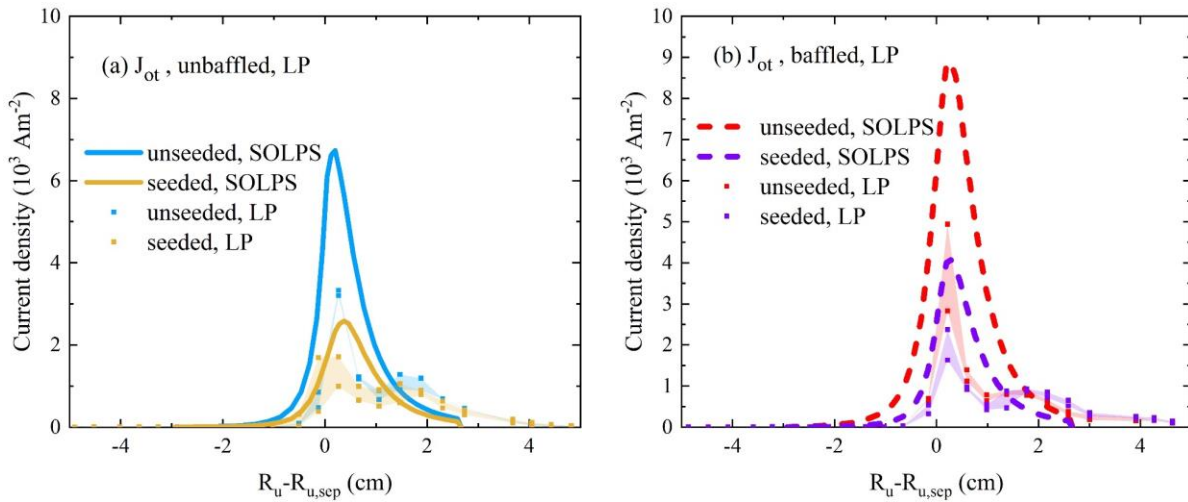 10
8
6
4
2
0
Current density (10³ Am⁻²)
(a) J_ot , unbaffled, LP
unseeded, SOLPS
seeded, SOLPS
unseeded, LP
seeded, LP
-4
-2
0
2
4
R_u-R_u,sep (cm)
10
9
8
7
6
5
4
3
2
1
0
Current density (10³ Am⁻²)
(b) J_ot , baffled, LP
unseeded, SOLPS
seeded, SOLPS
unseeded, LP
seeded, LP
-4
-2
0
2
4
R_u-R_u,sep (cm)